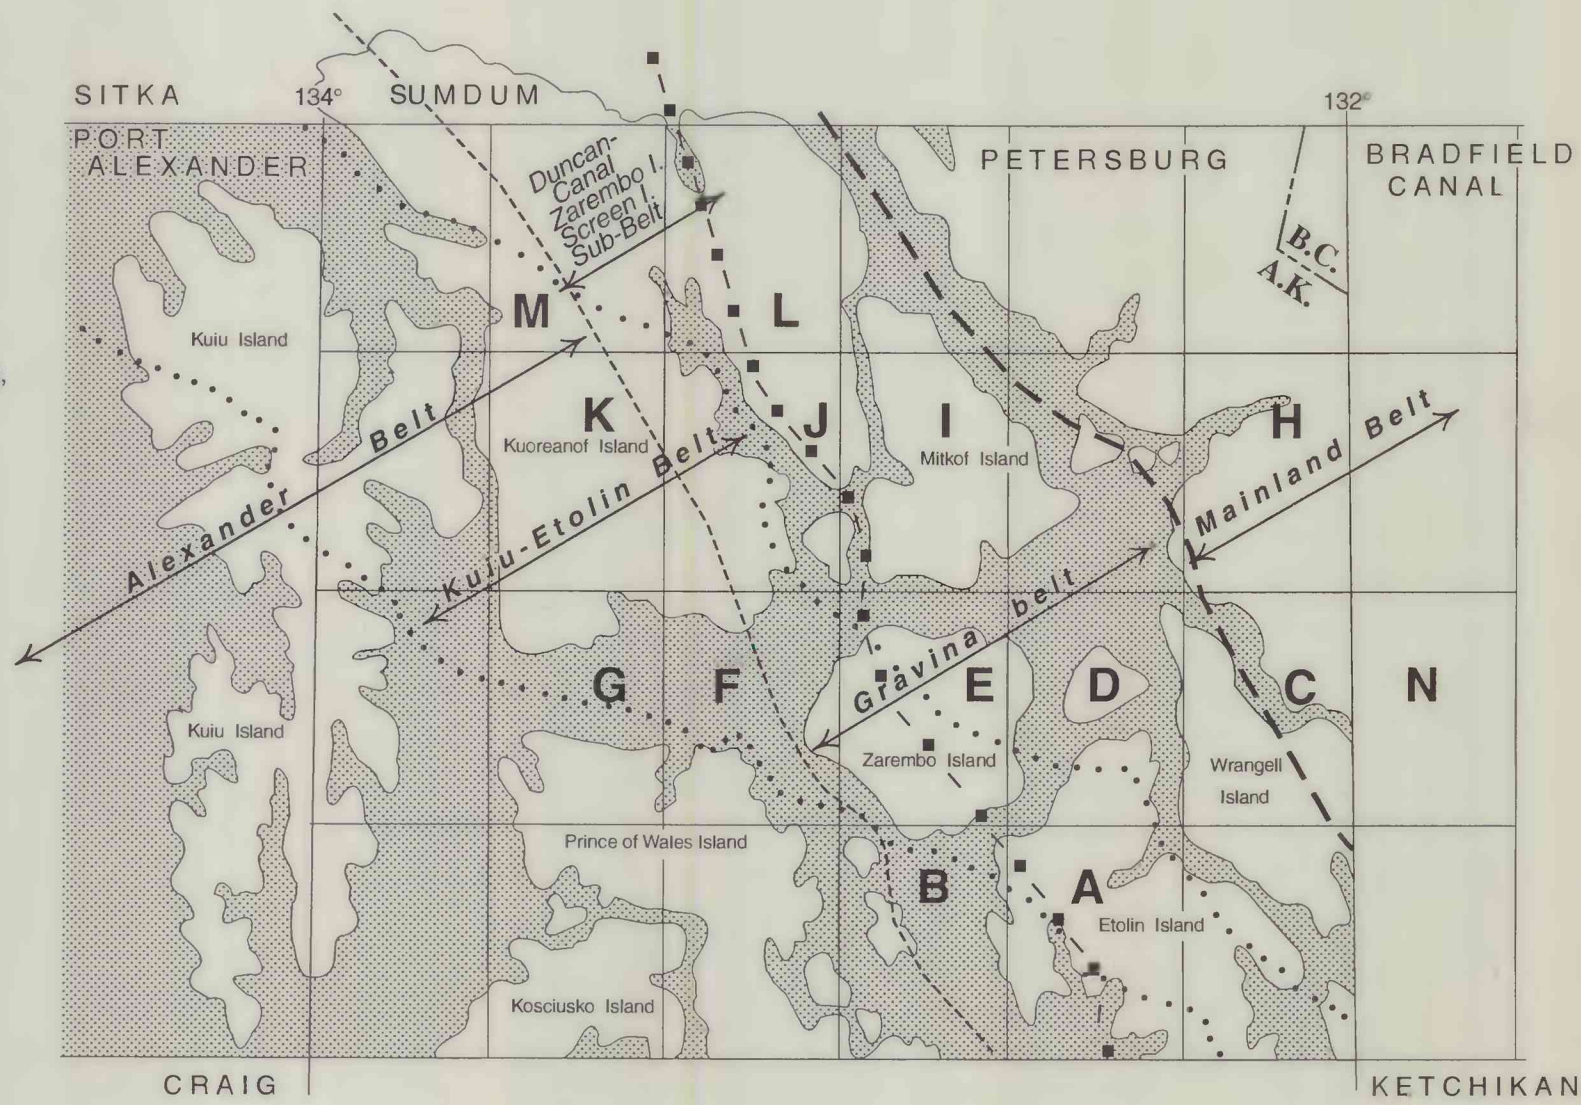 SITKA
134°
SUMDUM
132°
PORT
ALEXANDER
PETERSBURG
BRADFIELD
CANAL
Duncan-
Canal
Zarembo I.
Screen I.
Sub-Belt
B.C.
A.K.
M
L
Kuiu Island
K
J
I
H
Kuoreanof Island
Mitkof Island
Alexander Belt
Kuiu-Etolin Belt
Mainland Belt
Gravina belt
G
F
E
D
C
N
Kuiu Island
Zarembo Island
Wrangell
Island
Prince of Wales Island
B
A
Etolin Island
Kosciusko Island
CRAIG
KETCHIKAN